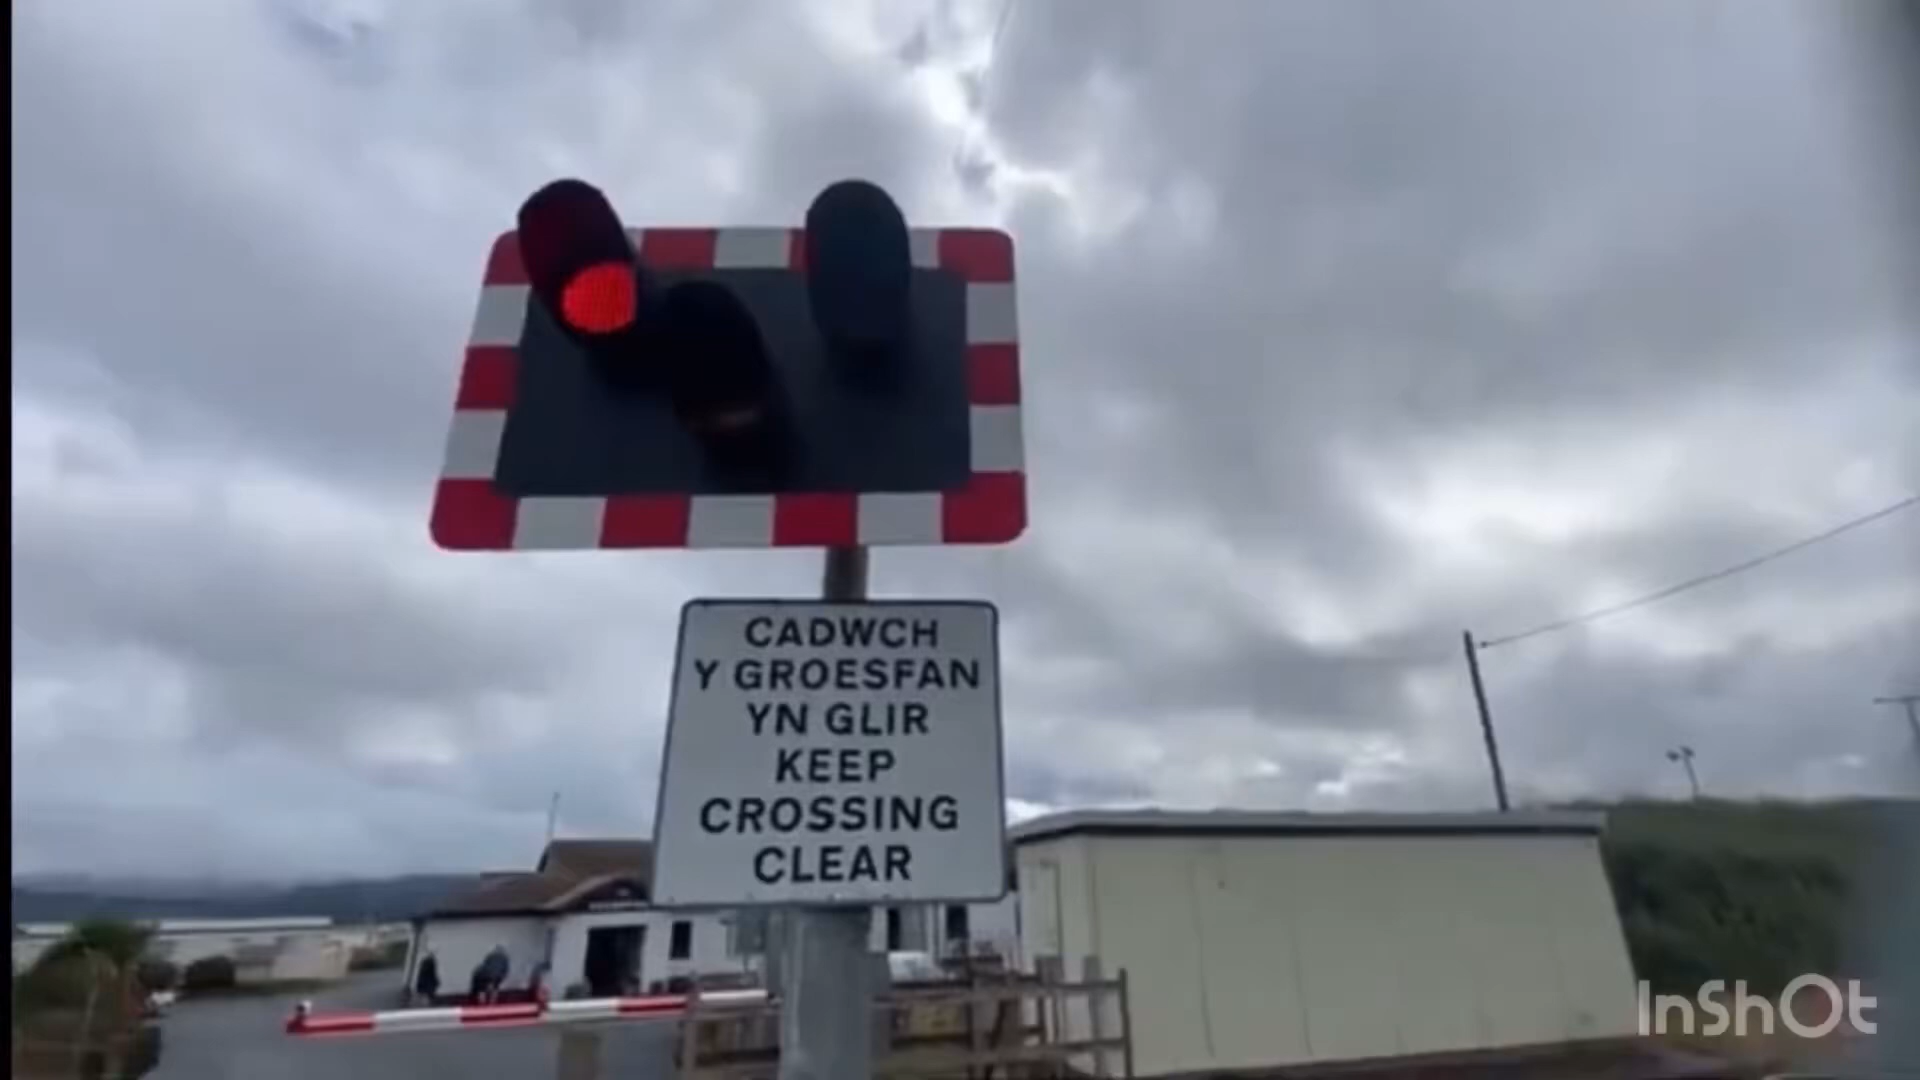 CADWCH
Y GROESFAN
YN GLIR
KEEP
CROSSING
CLEAR
InShOt